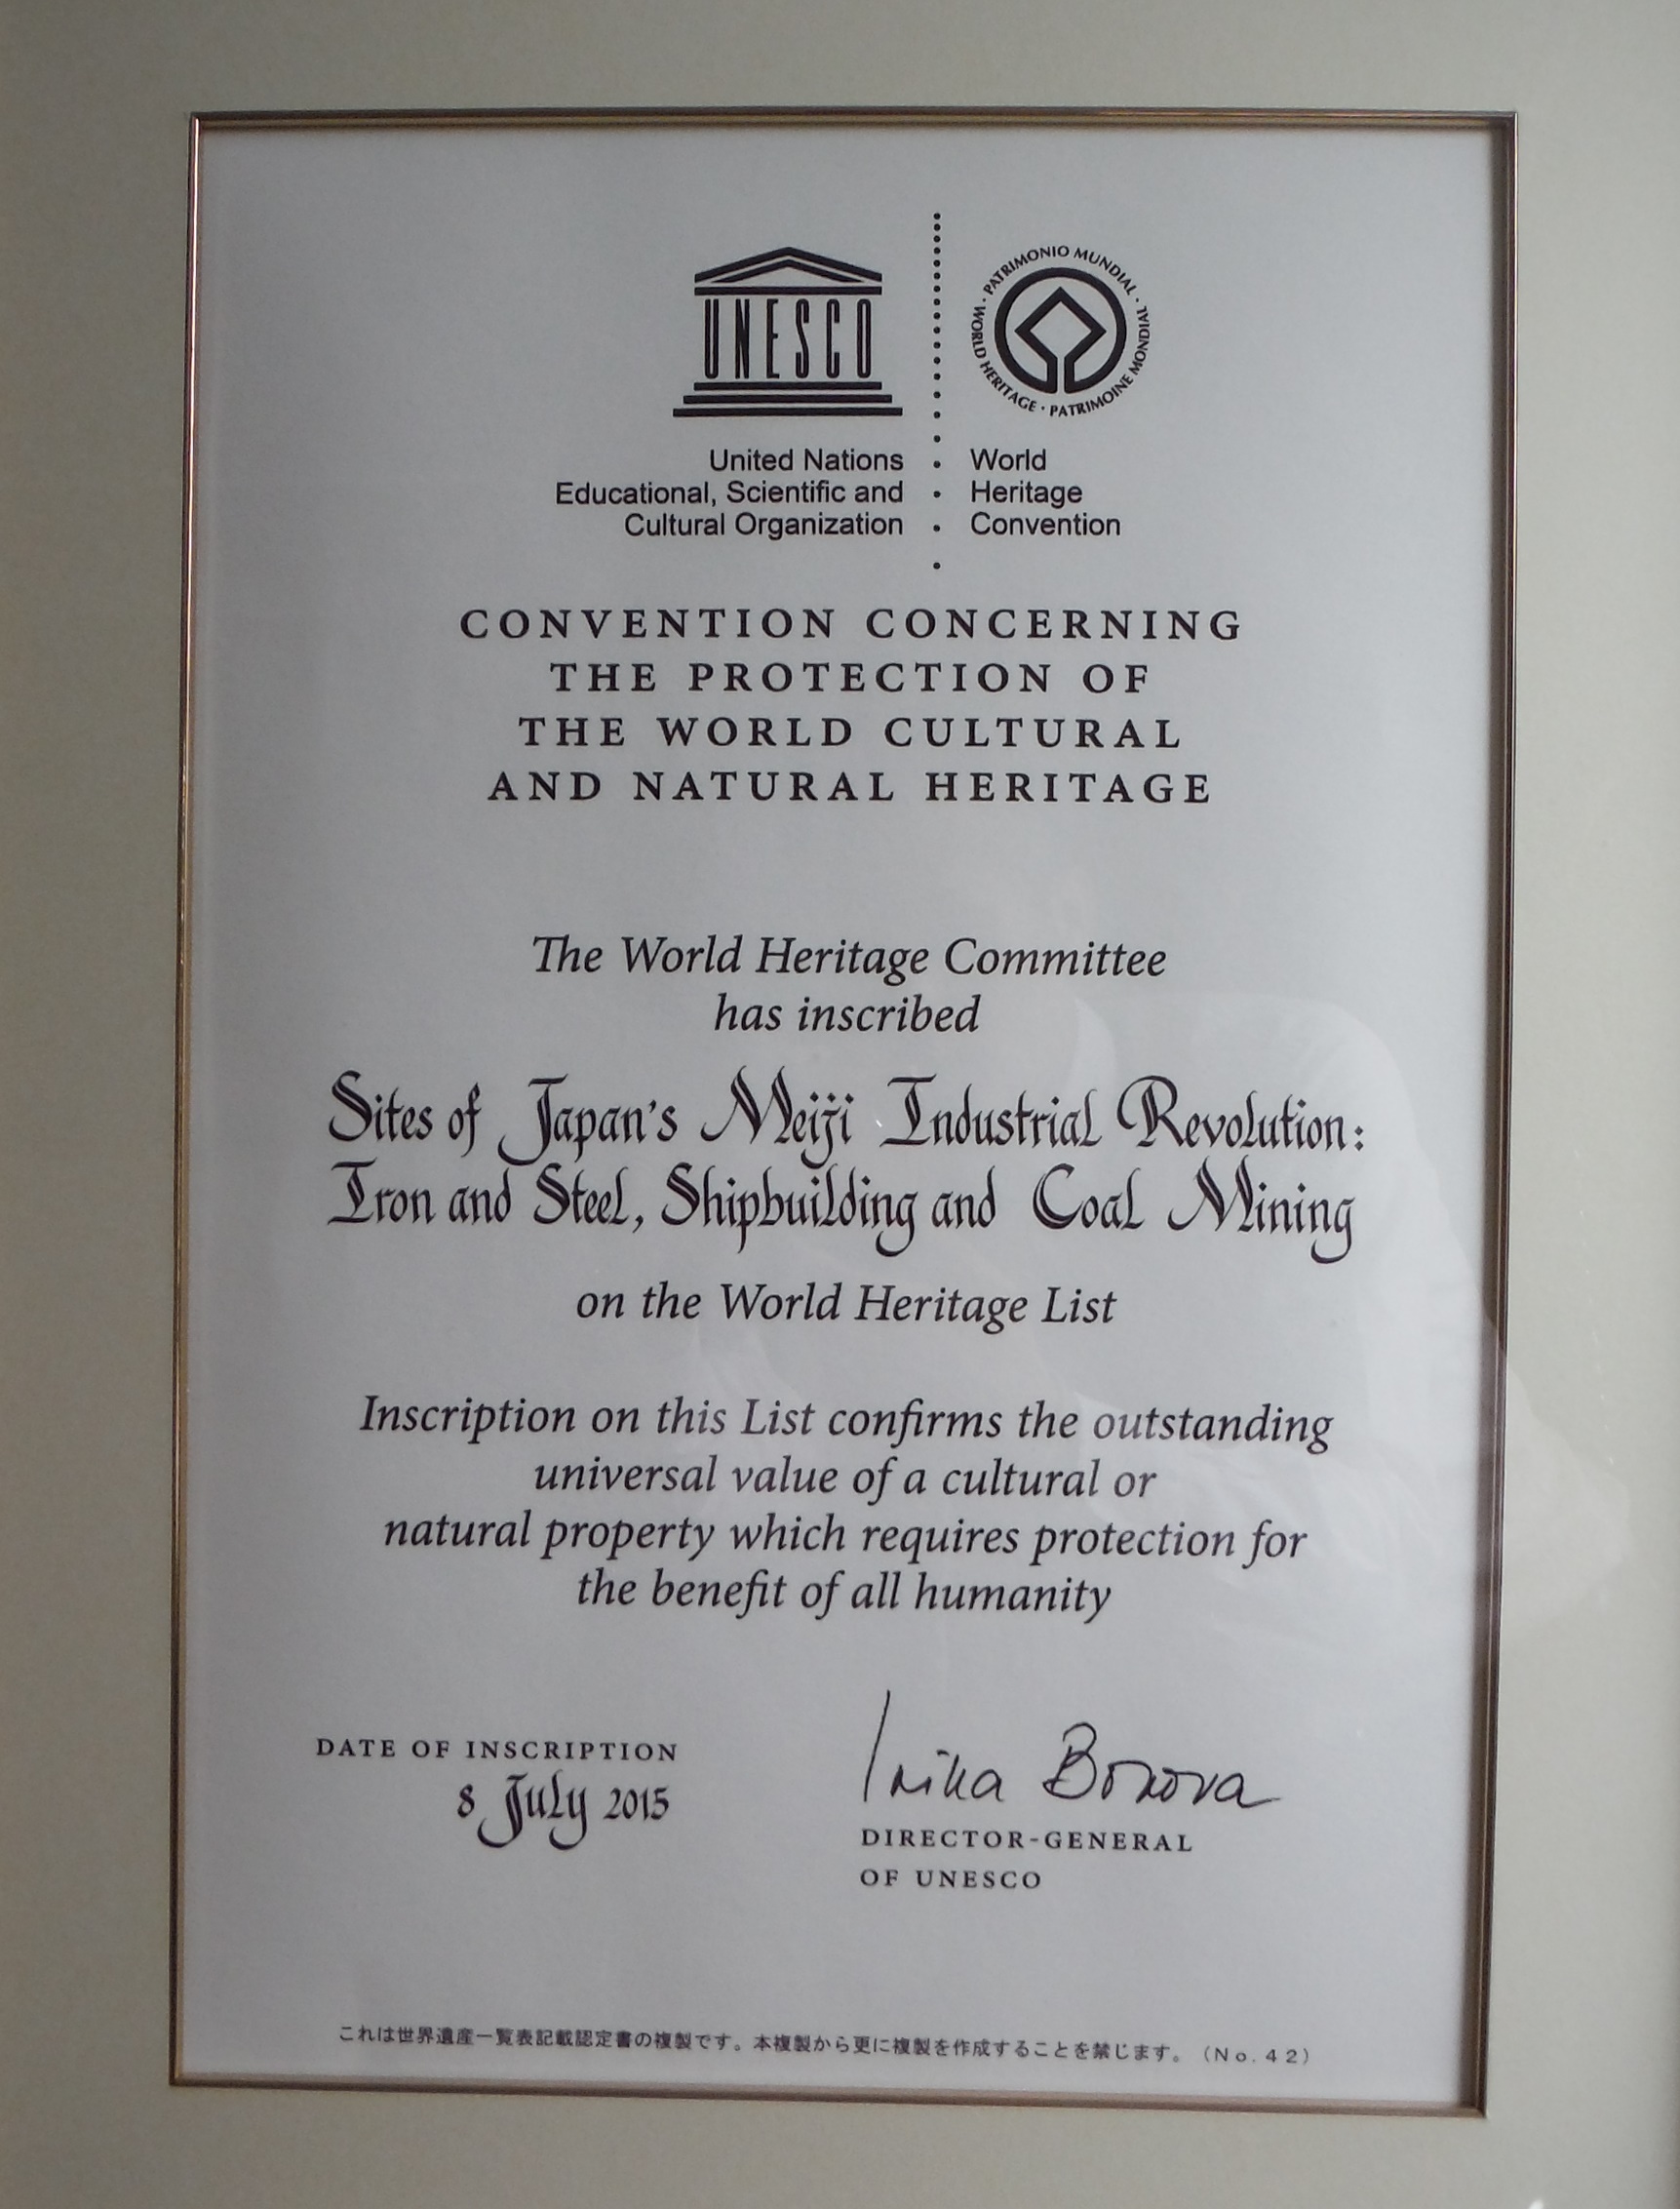 UNESCO
PATRIMONIO MUNDIAL · WORLD HERITAGE · PATRIMOINE MONDIAL ·
United Nations
Educational, Scientific and
Cultural Organization
World
Heritage
Convention
CONVENTION CONCERNING
THE PROTECTION OF
THE WORLD CULTURAL
AND NATURAL HERITAGE
The World Heritage Committee
has inscribed
Sites of Japan's Meiji Industrial Revolution:
Iron and Steel, Shipbuilding and Coal Mining
on the World Heritage List
Inscription on this List confirms the outstanding
universal value of a cultural or
natural property which requires protection for
the benefit of all humanity
DATE OF INSCRIPTION
8 July 2015
Irina Bokova
DIRECTOR-GENERAL
OF UNESCO
これは世界遺産一覧表記載認定書の複製です。本複製から更に複製を作成することを禁じます。（No.42）